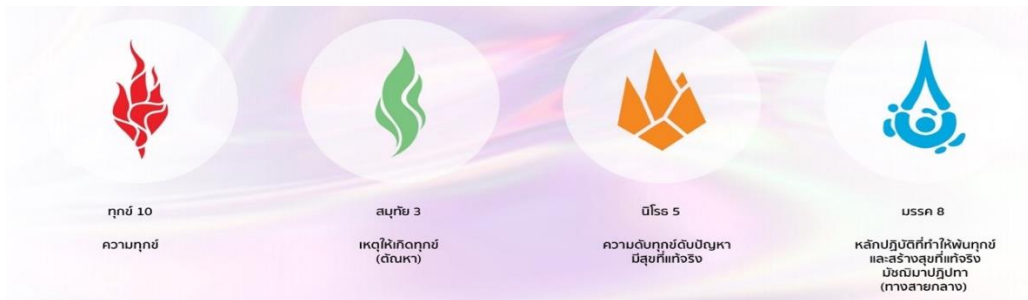 ทุกข์ 10
ความทุกข์
สมุทัย 3
เหตุให้เกิดทุกข์
(ตัณหา)
นิโรธ 5
ความดับทุกข์ดับปัญหา
มีสุขที่แท้จริง
มรรค 8
หลักปฏิบัติที่ทำให้พ้นทุกข์
และสร้างสุขที่แท้จริง
มัชฌิมาปฏิปทา
(ทางสายกลาง)